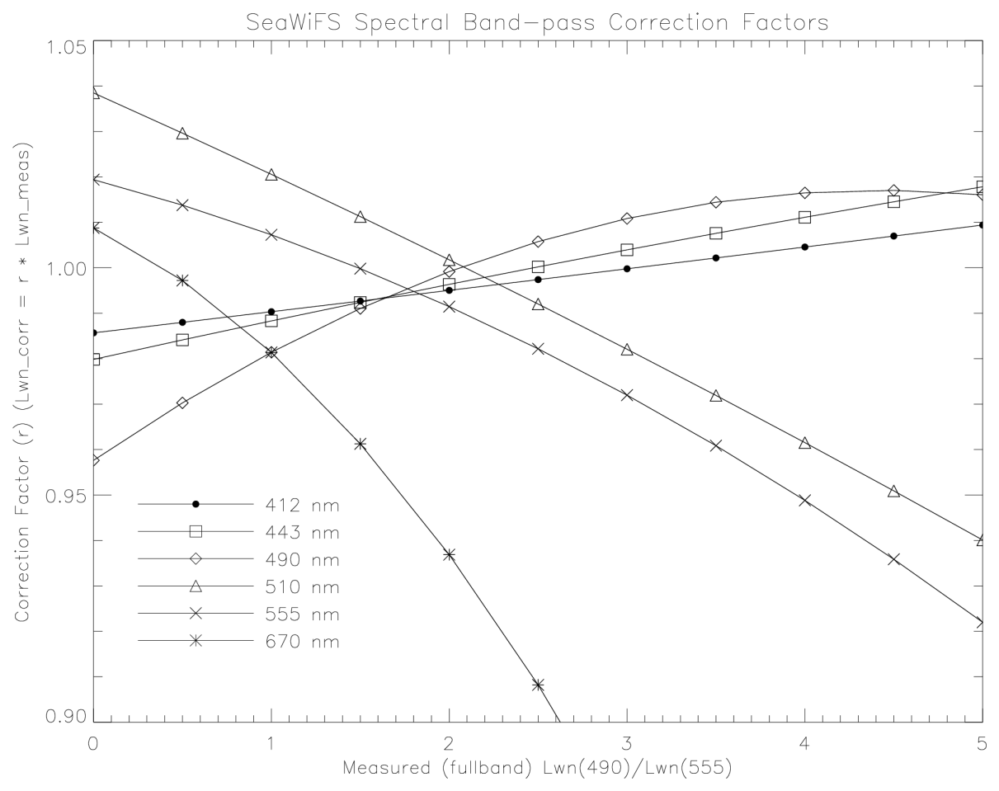 SeaWiFS Spectral Band-pass Correction Factors
Correction Factor (r) (Lwn_corr = r * Lwn_meas)
1.05
1.00
0.95
0.90
412 nm
443 nm
490 nm
510 nm
555 nm
670 nm
0 1 2 3 4 5
Measured (fullband) Lwn(490)/Lwn(555)